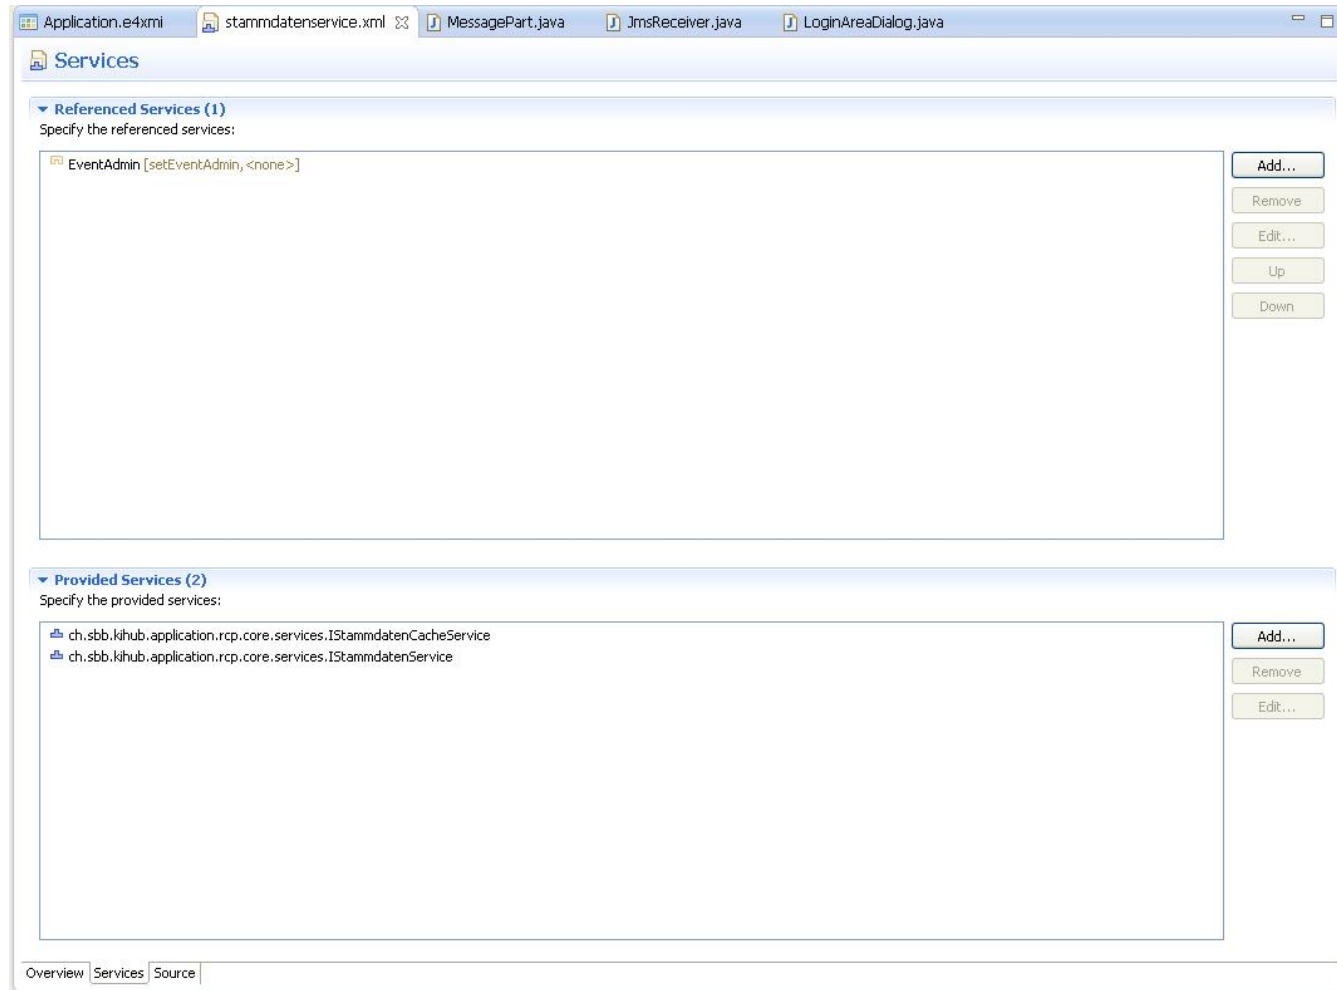 Application.e4xmi stammdatenservice.xml MessagePart.java JmsReceiver.java LoginAreaDialog.java
Services
Referenced Services (1)
Specify the referenced services:
EventAdmin [setEventAdmin, <none>]
Add...
Remove
Edit...
Up
Down
Provided Services (2)
Specify the provided services:
ch.sbb.kihub.application.rcp.core.services.IStammdatenCacheService
ch.sbb.kihub.application.rcp.core.services.IStammdatenService
Add...
Remove
Edit...
Overview Services Source